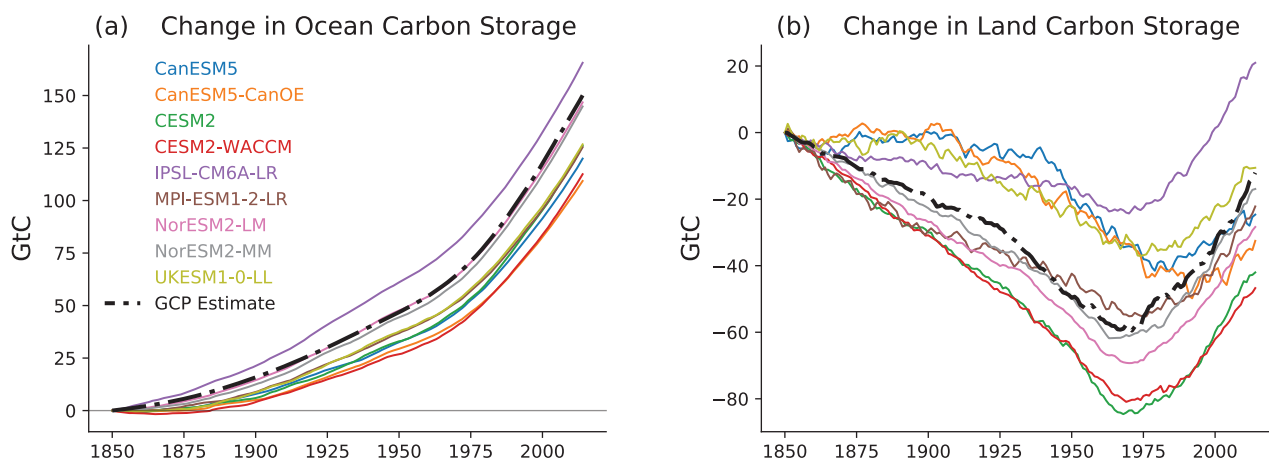 (a) Change in Ocean Carbon Storage
GtC
150
125
100
75
50
25
0
CanESM5
CanESM5-CanOE
CESM2
CESM2-WACCM
IPSL-CM6A-LR
MPI-ESM1-2-LR
NorESM2-LM
NorESM2-MM
UKESM1-0-LL
GCP Estimate
1850 1875 1900 1925 1950 1975 2000
(b) Change in Land Carbon Storage
GtC
20
0
−20
−40
−60
−80
1850 1875 1900 1925 1950 1975 2000